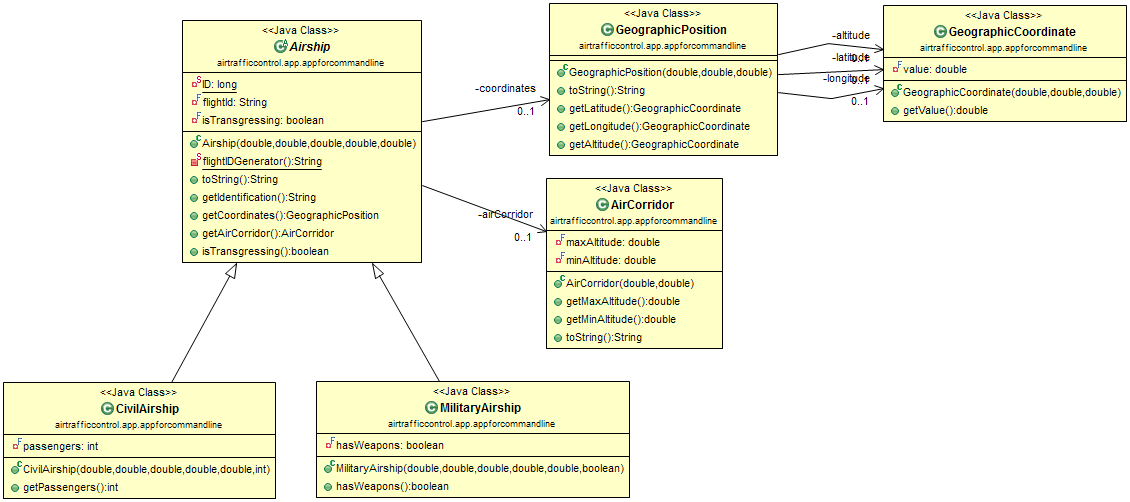 <<Java Class>>
Airship
airtrafficcontrol.app.appforcommandline
ID: long
flightId: String
isTransgressing: boolean
Airship(double,double,double,double,double)
flightIDGenerator():String
toString():String
getIdentification():String
getCoordinates():GeographicPosition
getAirCorridor():AirCorridor
isTransgressing():boolean
-coordinates
0..1
<<Java Class>>
GeographicPosition
airtrafficcontrol.app.appforcommandline
GeographicPosition(double,double,double)
toString():String
getLatitude():GeographicCoordinate
getLongitude():GeographicCoordinate
getAltitude():GeographicCoordinate
-altitude
0..1
-latitude
0..1
-longitude
0..1
<<Java Class>>
GeographicCoordinate
airtrafficcontrol.app.appforcommandline
value: double
GeographicCoordinate(double,double,double)
getValue():double
-airCorridor
0..1
<<Java Class>>
AirCorridor
airtrafficcontrol.app.appforcommandline
maxAltitude: double
minAltitude: double
AirCorridor(double,double)
getMaxAltitude():double
getMinAltitude():double
toString():String
<<Java Class>>
CivilAirship
airtrafficcontrol.app.appforcommandline
passengers: int
CivilAirship(double,double,double,double,double,int)
getPassengers():int
<<Java Class>>
MilitaryAirship
airtrafficcontrol.app.appforcommandline
hasWeapons: boolean
MilitaryAirship(double,double,double,double,double,boolean)
hasWeapons():boolean